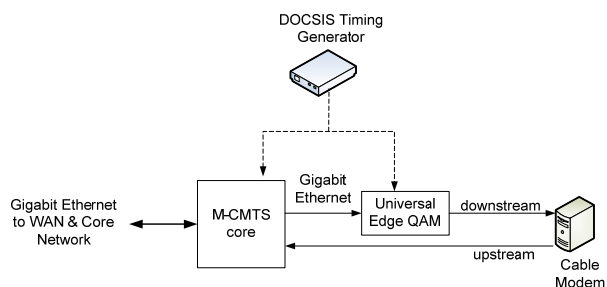 DOCSIS Timing
Generator
Gigabit Ethernet
to WAN & Core
Network
M-CMTS
core
Gigabit
Ethernet
Universal
Edge QAM
downstream
upstream
Cable
Modem